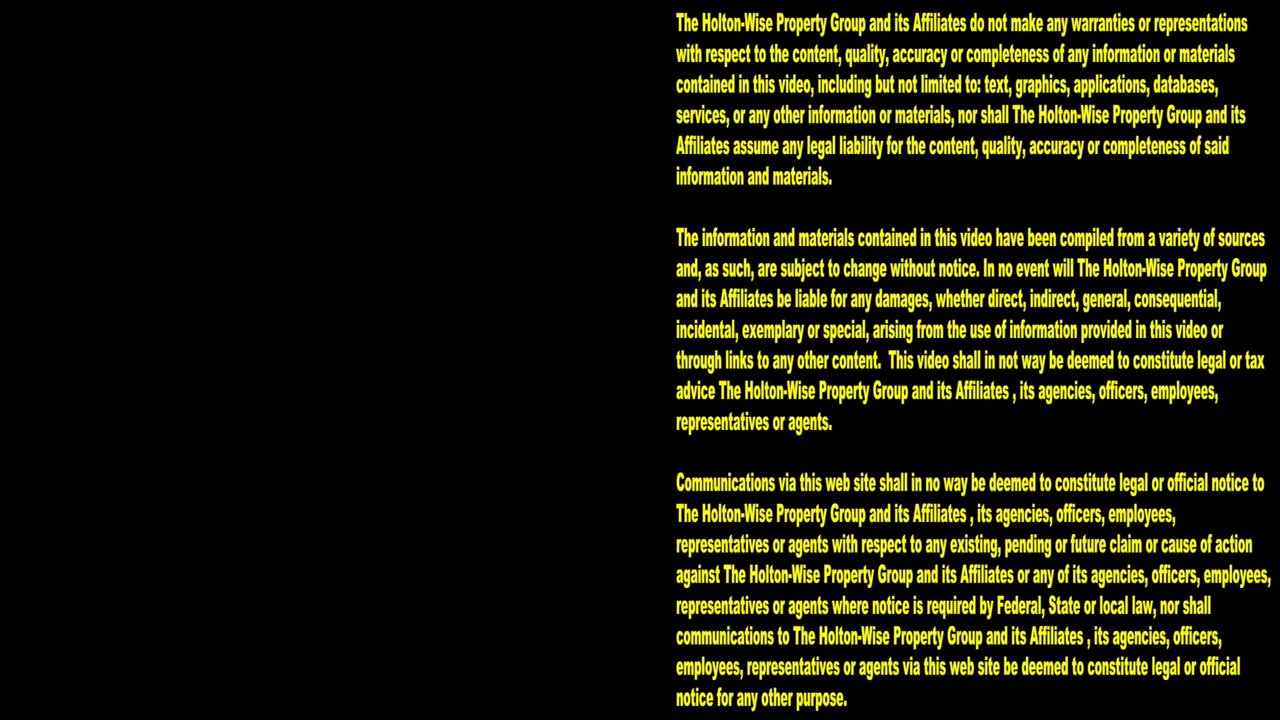 The Holton-Wise Property Group and its Affiliates do not make any warranties or representations
with respect to the content, quality, accuracy or completeness of any information or materials
contained in this video, including but not limited to: text, graphics, applications, databases,
services, or any other information or materials, nor shall The Holton-Wise Property Group and its
Affiliates assume any legal liability for the content, quality, accuracy or completeness of said
information and materials.

The information and materials contained in this video have been compiled from a variety of sources
and, as such, are subject to change without notice. In no event will The Holton-Wise Property Group
and its Affiliates be liable for any damages, whether direct, indirect, general, consequential,
incidental, exemplary or special, arising from the use of information provided in this video or
through links to any other content.  This video shall in not way be deemed to constitute legal or tax
advice The Holton-Wise Property Group and its Affiliates , its agencies, officers, employees,
representatives or agents.

Communications via this web site shall in no way be deemed to constitute legal or official notice to
The Holton-Wise Property Group and its Affiliates , its agencies, officers, employees,
representatives or agents with respect to any existing, pending or future claim or cause of action
against The Holton-Wise Property Group and its Affiliates or any of its agencies, officers, employees,
representatives or agents where notice is required by Federal, State or local law, nor shall
communications to The Holton-Wise Property Group and its Affiliates , its agencies, officers,
employees, representatives or agents via this web site be deemed to constitute legal or official
notice for any other purpose.